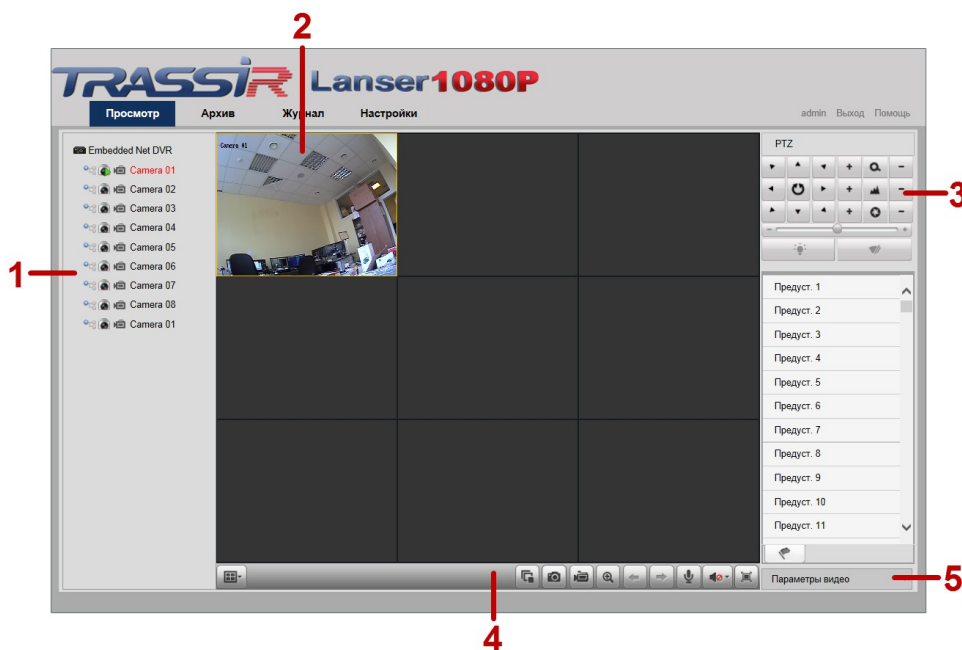 2
TRASSIR Lanser1080P
Просмотр Архив Журнал Настройки admin Выход Помощь
Embedded Net DVR
Camera 01
Camera 02
Camera 03
Camera 04
Camera 05
Camera 06
Camera 07
Camera 08
Camera 01
1
Camera 01
PTZ
3
Предуст. 1
Предуст. 2
Предуст. 3
Предуст. 4
Предуст. 5
Предуст. 6
Предуст. 7
Предуст. 8
Предуст. 9
Предуст. 10
Предуст. 11
Параметры видео
5
4